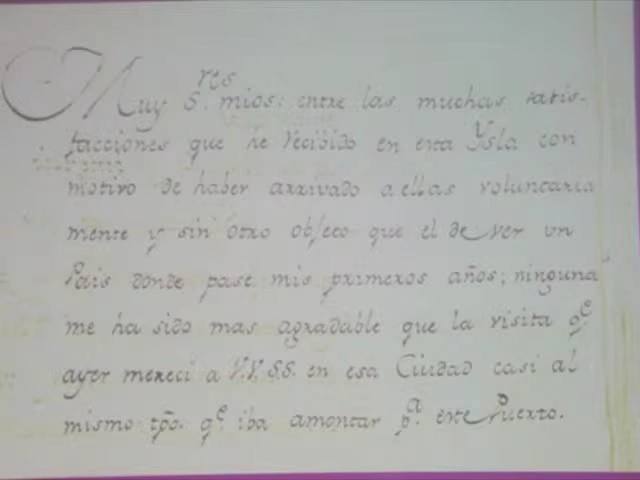 Muy S.res mios: entre las muchas satis-
facciones que he recibido en esta Ysla con
motivo de haber arrivado a ellas voluntaria
mente y sin otro objeto que el de ver un
Pais donde pase mis primeros años; ninguna
me ha sido mas agradable que la visita q.e
ayer mereci a V.V.S.S. en esa Ciudad casi al
mismo tpo. q.e iba amontar p.a este Puerto.